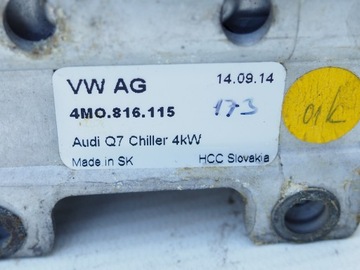 VW AG 14.09.14
4M0.816.115 173
Audi Q7 Chiller 4kW
Made in SK HCC Slovakia
01k